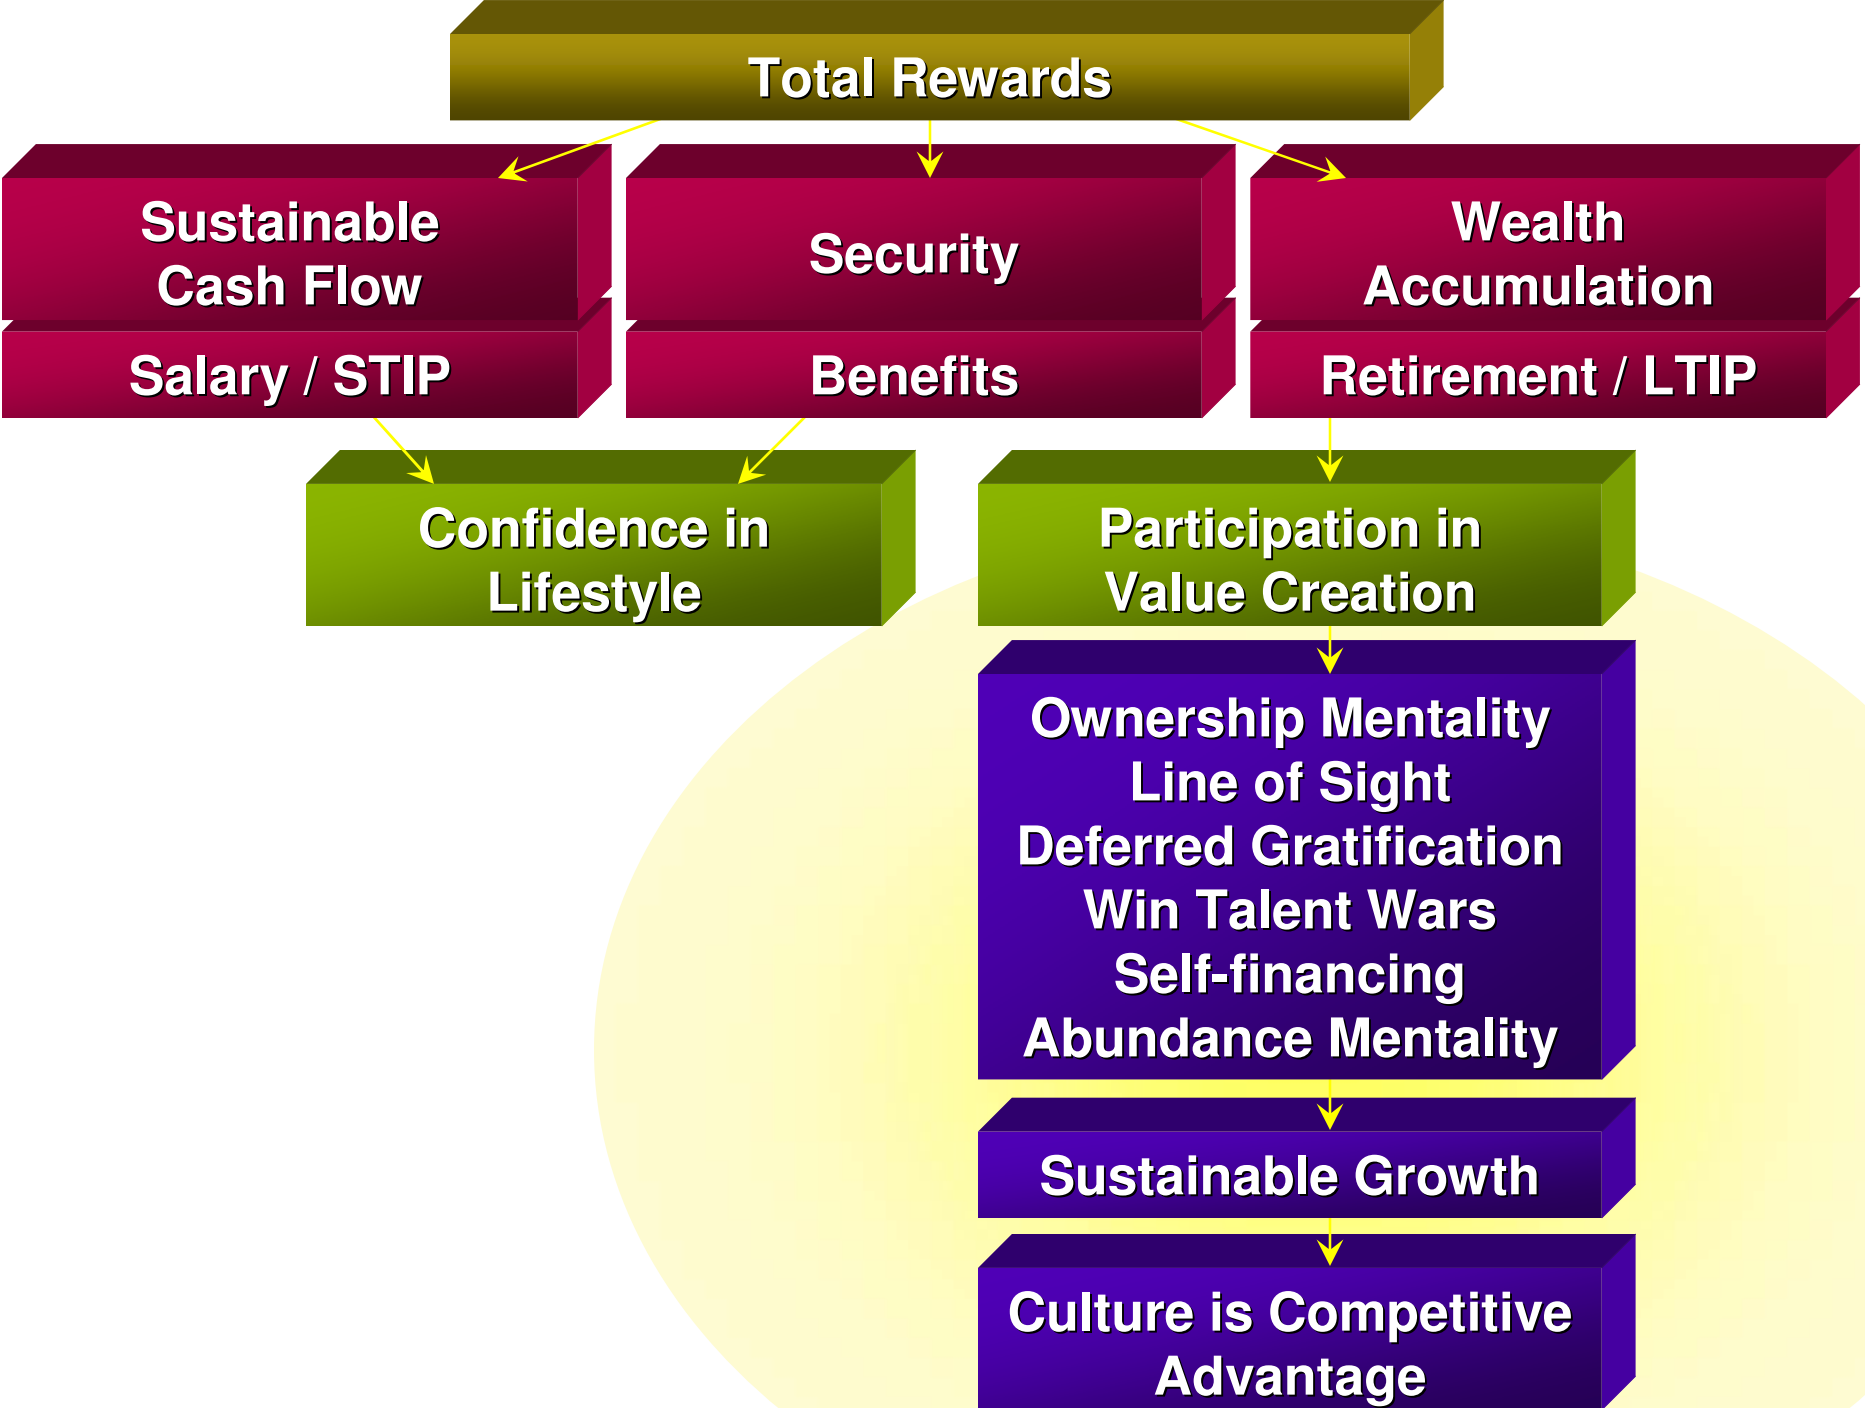 Total Rewards
Sustainable
Cash Flow
Security
Wealth
Accumulation
Salary / STIP
Benefits
Retirement / LTIP
Confidence in
Lifestyle
Participation in
Value Creation
Ownership Mentality
Line of Sight
Deferred Gratification
Win Talent Wars
Self-financing
Abundance Mentality
Sustainable Growth
Culture is Competitive
Advantage